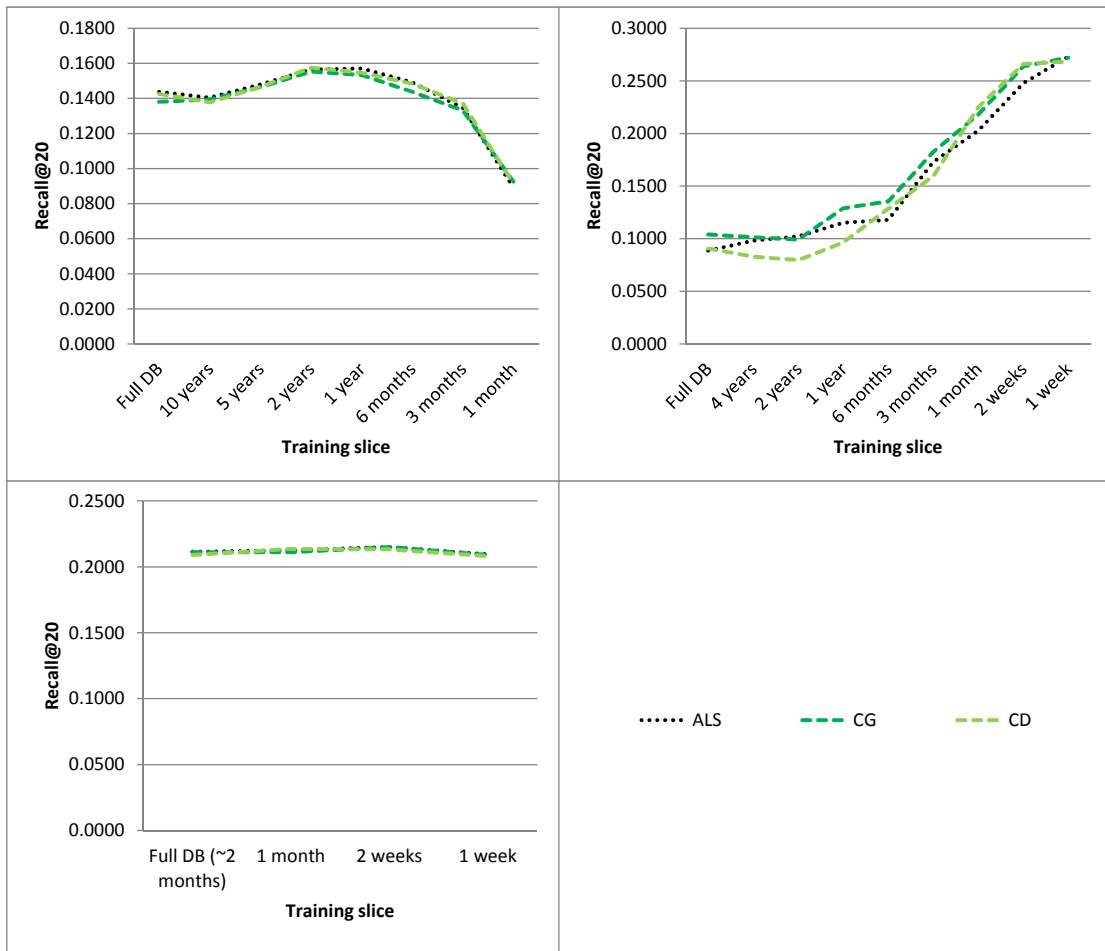 0.1800
0.1600
0.1400
0.1200
0.1000
0.0800
0.0600
0.0400
0.0200
0.0000
Recall@20
Full DB
10 years
5 years
2 years
1 year
6 months
3 months
1 month
Training slice
0.3000
0.2500
0.2000
0.1500
0.1000
0.0500
0.0000
Recall@20
Full DB
4 years
2 years
1 year
6 months
3 months
1 month
2 weeks
1 week
Training slice
0.2500
0.2000
0.1500
0.1000
0.0500
0.0000
Recall@20
Full DB (~2
months)
1 month
2 weeks
1 week
Training slice
ALS
CG
CD